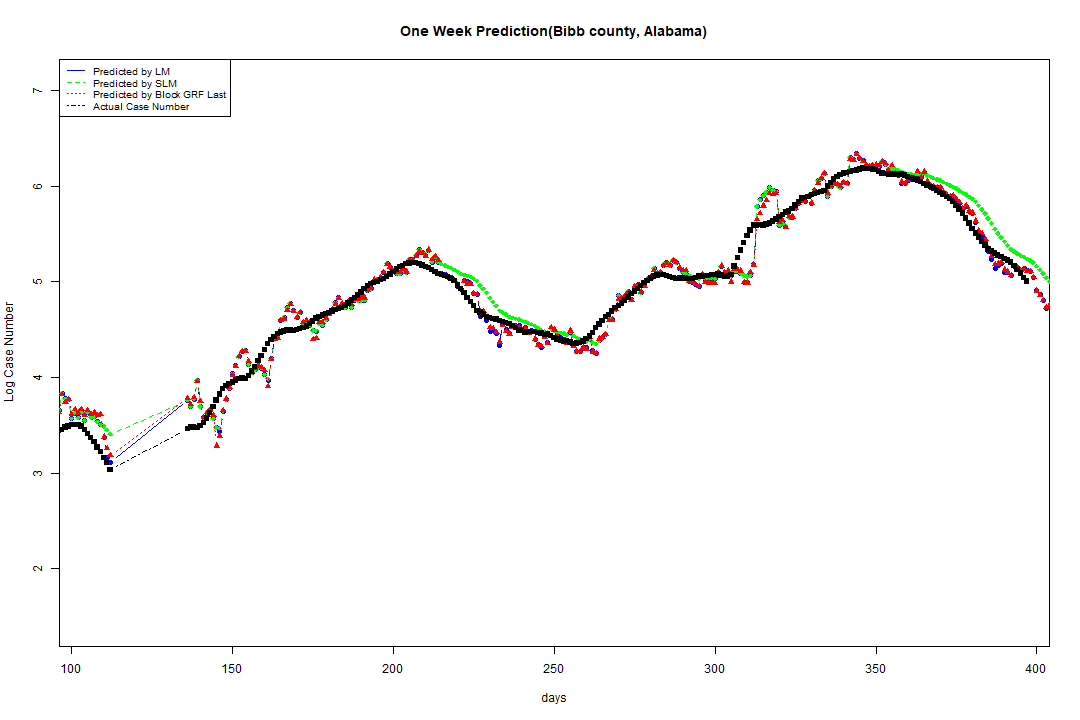 One Week Prediction(Bibb county, Alabama)
Predicted by LM
Predicted by SLM
Predicted by Block GRF Last
Actual Case Number
7
6
5
4
3
2
Log Case Number
100 150 200 250 300 350 400
days